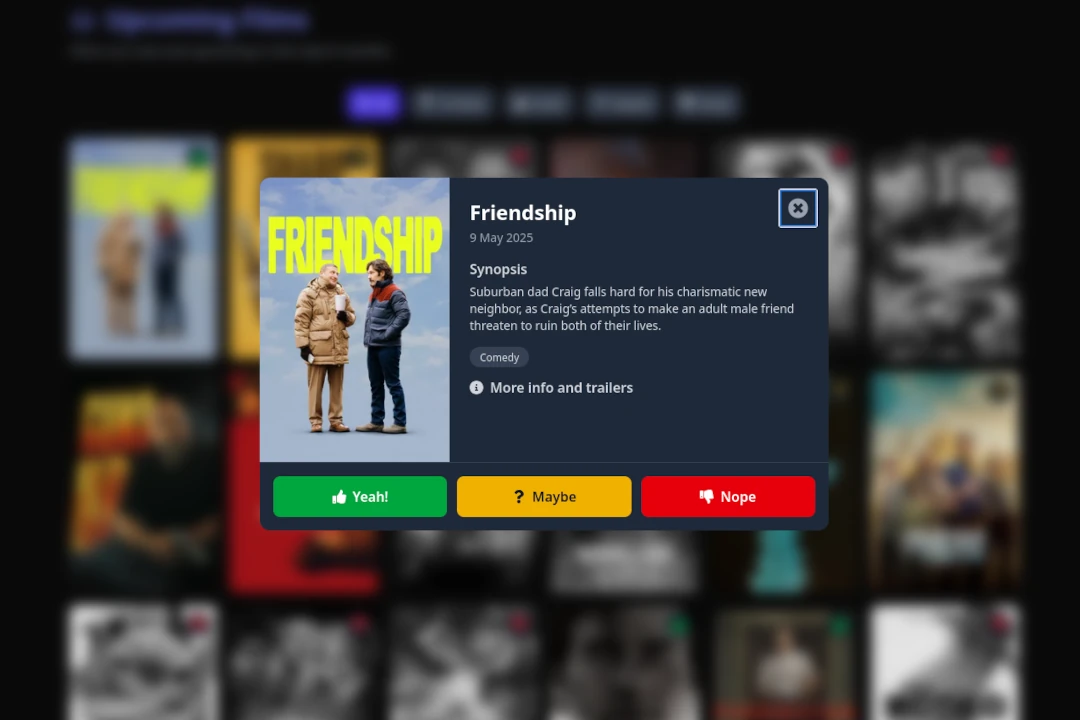 Upcoming Films
FRIENDSHIP
Friendship
9 May 2025
Synopsis
Suburban dad Craig falls hard for his charismatic new
neighbor, as Craig's attempts to make an adult male friend
threaten to ruin both of their lives.
Comedy
More info and trailers
Yeah!
? Maybe
Nope